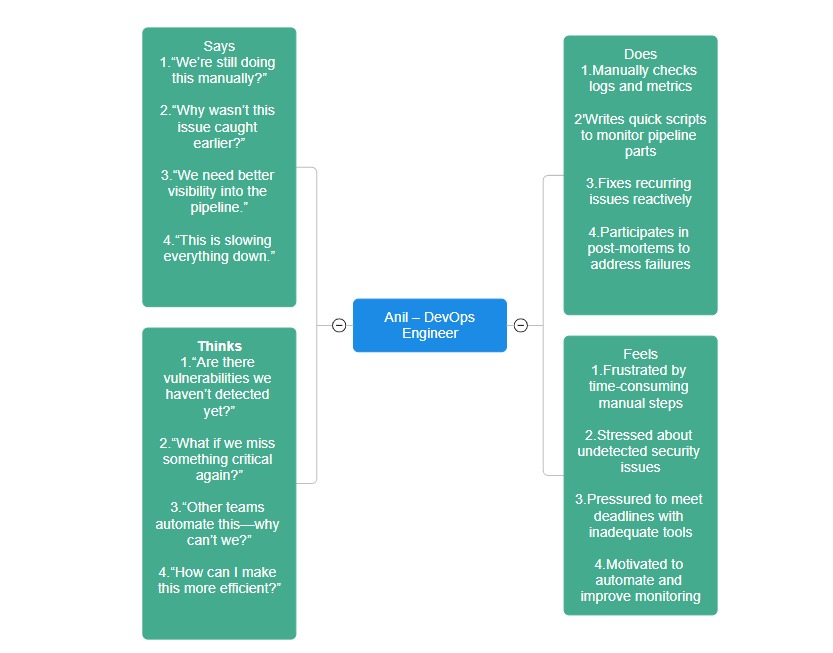 Says
1.“We’re still doing
this manually?”
2.“Why wasn’t this
issue caught
earlier?”
3.“We need better
visibility into the
pipeline.”
4.“This is slowing
everything down.”
Thinks
1.“Are there
vulnerabilities we
haven’t detected
yet?”
2.“What if we miss
something critical
again?”
3.“Other teams
automate this—why
can’t we?”
4.“How can I make
this more efficient?”
Anil – DevOps
Engineer
Does
1.Manually checks
logs and metrics
2'Writes quick scripts
to monitor pipeline
parts
3.Fixes recurring
issues reactively
4.Participates in
post-mortems to
address failures
Feels
1.Frustrated by
time-consuming
manual steps
2.Stressed about
undetected security
issues
3.Pressured to meet
deadlines with
inadequate tools
4.Motivated to
automate and
improve monitoring